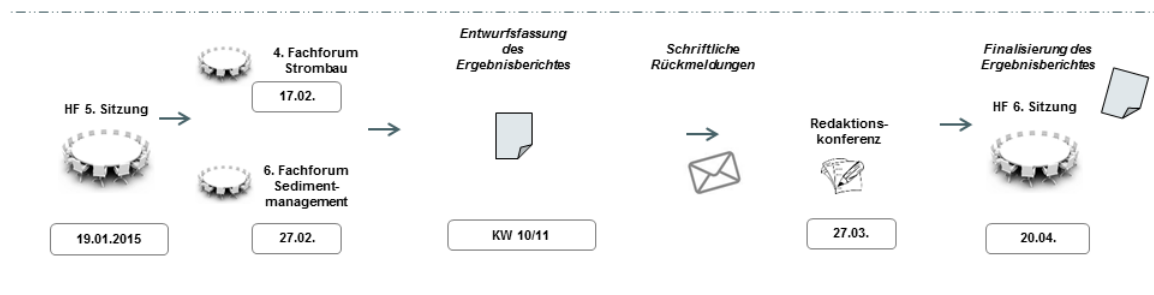 HF 5. Sitzung
19.01.2015
4. Fachforum
Strombau
17.02.
6. Fachforum
Sediment-
management
27.02.
Entwurfsfassung
des
Ergebnisberichtes
KW 10/11
Schriftliche
Rückmeldungen
Redaktions-
konferenz
27.03.
Finalisierung des
Ergebnisberichtes
HF 6. Sitzung
20.04.